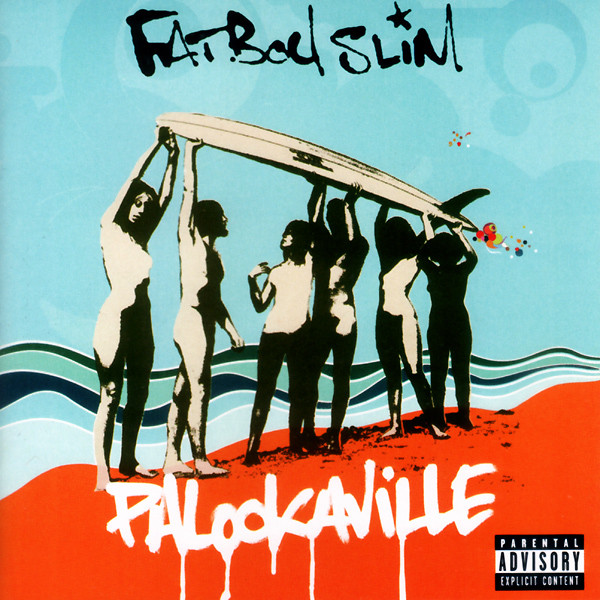 FATBOY SLIM
PALOOKAVILLE
PARENTAL
ADVISORY
EXPLICIT CONTENT